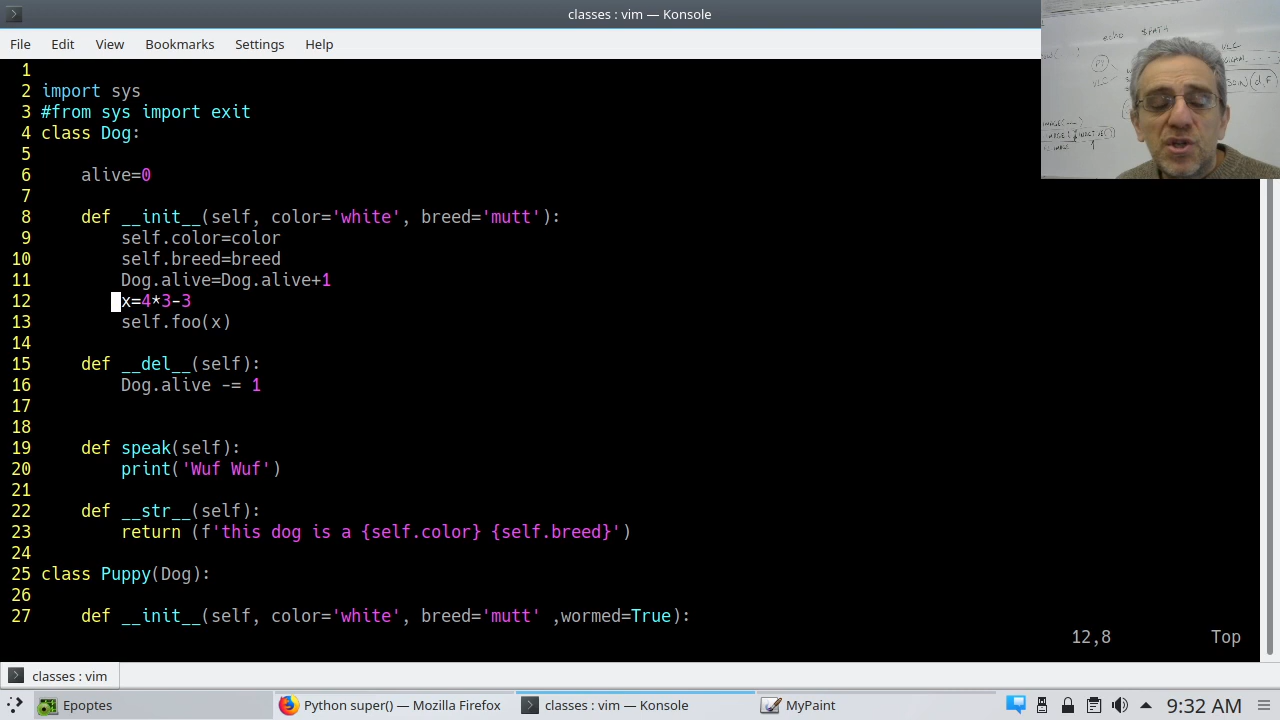 classes : vim — Konsole
File Edit View Bookmarks Settings Help
1
2 import sys
3 #from sys import exit
4 class Dog:
5
6     alive=0
7
8     def __init__(self, color='white', breed='mutt'):
9         self.color=color
10         self.breed=breed
11         Dog.alive=Dog.alive+1
12         x=4*3-3
13         self.foo(x)
14
15     def __del__(self):
16         Dog.alive -= 1
17
18
19     def speak(self):
20         print('Wuf Wuf')
21
22     def __str__(self):
23         return (f'this dog is a {self.color} {self.breed}')
24
25 class Puppy(Dog):
26
27     def __init__(self, color='white', breed='mutt' ,wormed=True):
12,8 Top
classes : vim
Epoptes Python super() — Mozilla Firefox classes : vim — Konsole MyPaint 9:32 AM
echo $PATH